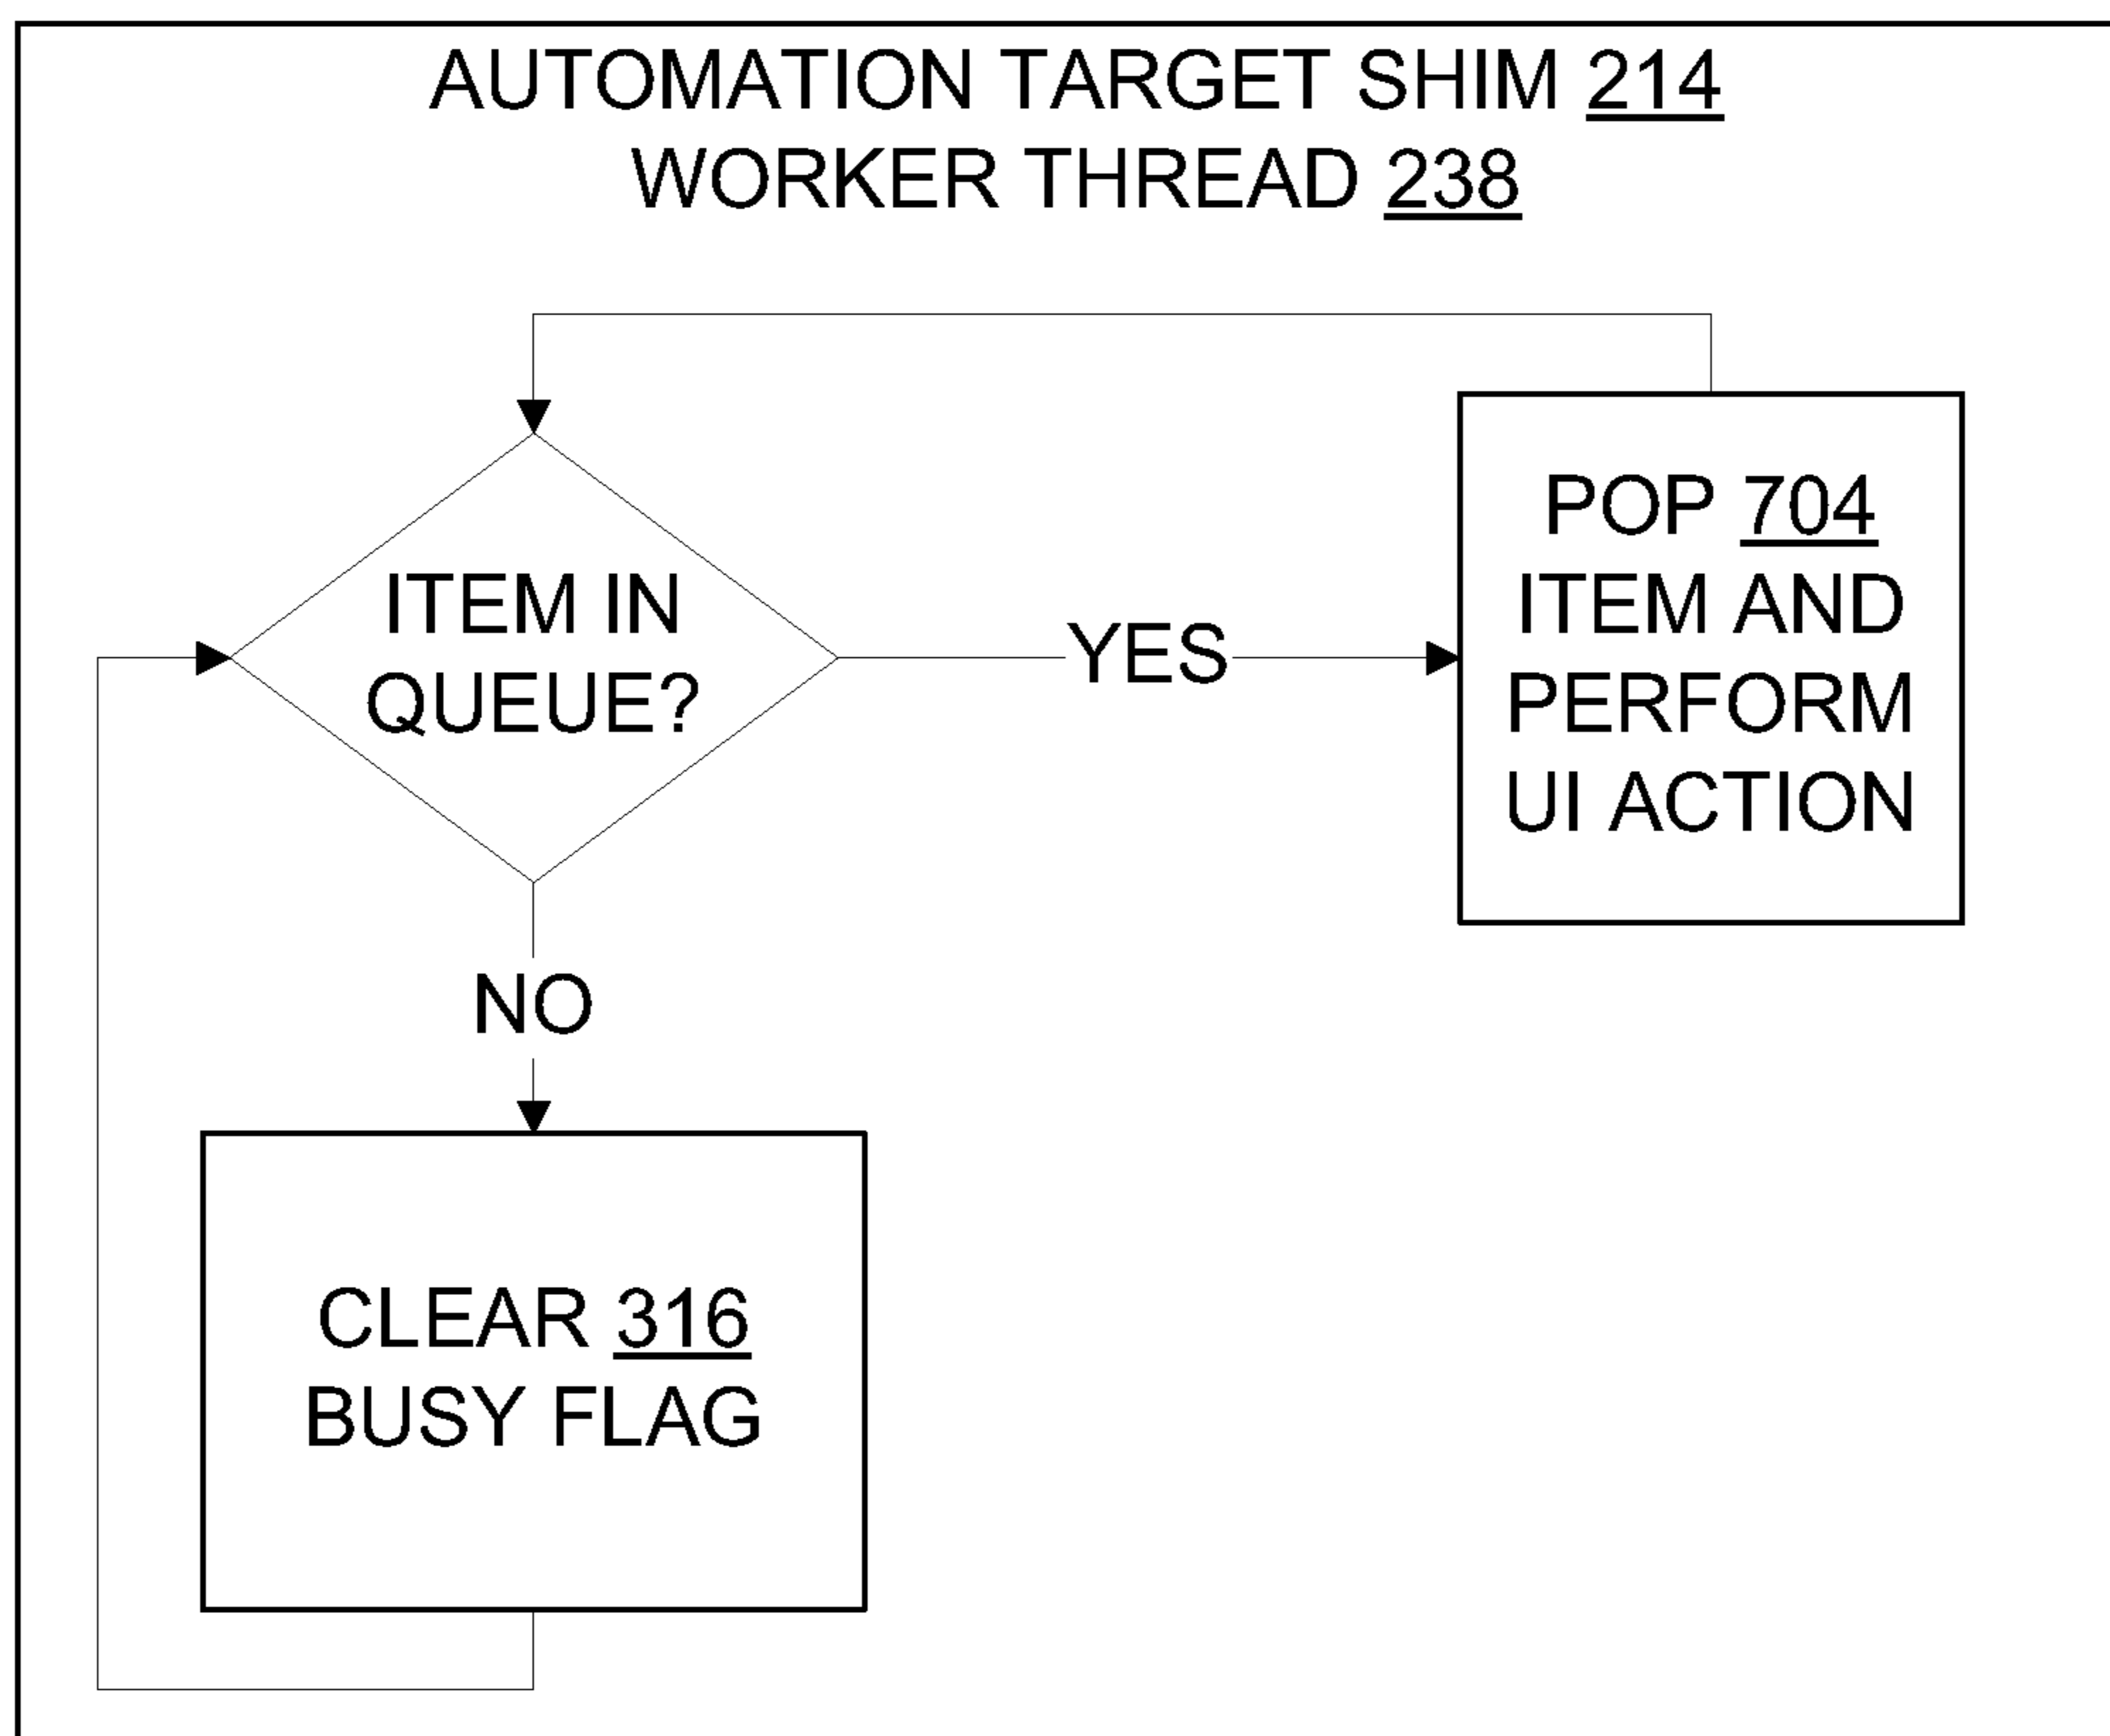 AUTOMATION TARGET SHIM 214
WORKER THREAD 238
ITEM IN
QUEUE?
YES
POP 704
ITEM AND
PERFORM
UI ACTION
NO
CLEAR 316
BUSY FLAG